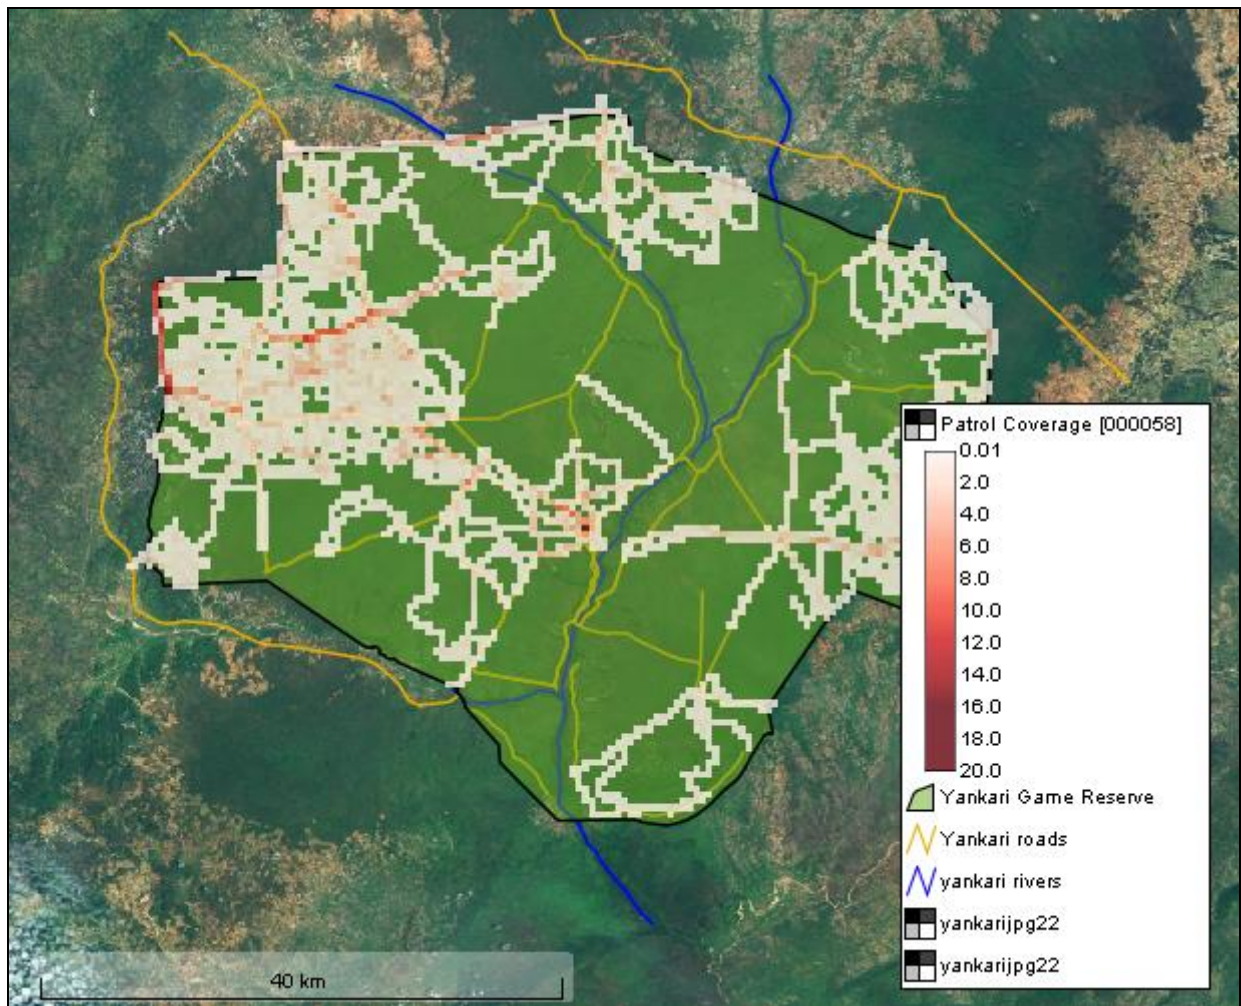 Patrol Coverage [000058]
0.01
2.0
4.0
6.0
8.0
10.0
12.0
14.0
16.0
18.0
20.0
Yankari Game Reserve
Yankari roads
yankari rivers
yankarijpg22
yankarijpg22
40 km